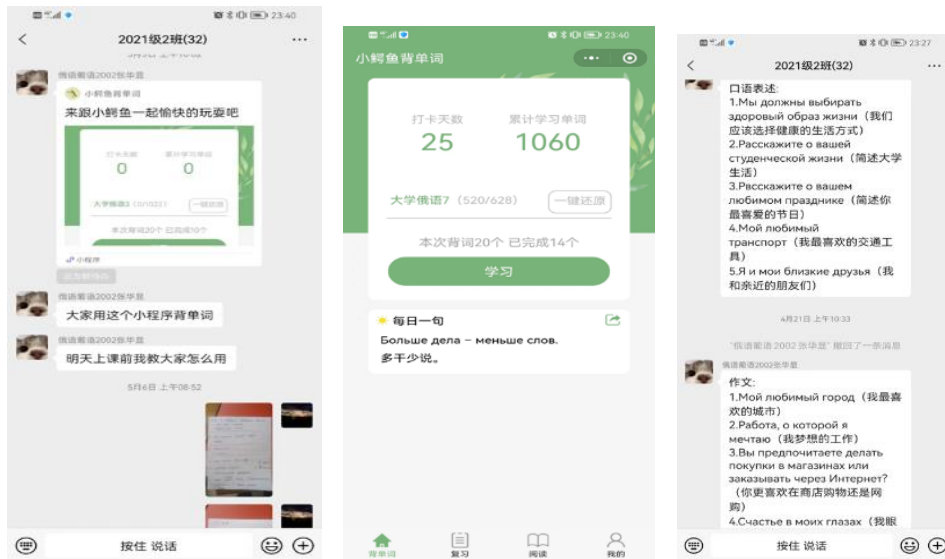 23:40
2021级2班(32)
俄语葡语2002张华昱
小鳄鱼背单词
来跟小鳄鱼一起愉快的玩耍吧
打卡天数 累计学习单词
0 0
一键还原
本次背词20个 已完成10个
小程序
俄语葡语2002张华昱
大家用这个小程序背单词
俄语葡语2002张华昱
明天上课前我教大家怎么用
5月6日 上午08:52
按住 说话
23:40
小鳄鱼背单词
打卡天数 累计学习单词
25 1060
大学俄语7 (520/628) 一键还原
本次背词20个 已完成14个
学习
每日一句
Больше дела – меньше слов.
多干少说。
背单词 复习 阅读 我的
23:27
2021级2班(32)
口语表述:
1.Мы должны выбирать
здоровый образ жизни (我们
应该选择健康的生活方式)
2.Расскажите о вашей
студенческой жизни (简述大学
生活)
3.Рвсскажите о вашем
любимом празднике (简述你
最喜爱的节日)
4.Мой любимый
транспорт (我最喜欢的交通工
具)
5.Я и мои близкие друзья (我
和亲近的朋友们)
4月21日 上午10:33
"俄语葡语 2002 张华昱" 撤回了一条消息
俄语葡语2002张华昱
作文:
1.Мой любимый город (我最喜
欢的城市)
2.Работа, о которой я
мечтаю (我梦想的工作)
3.Вы предпочитаете делать
покупки в магазинах или
заказывать через Интернет?
(你更喜欢在商店购物还是网
购)
4.Счастье в моих глазах (我眼
按住 说话